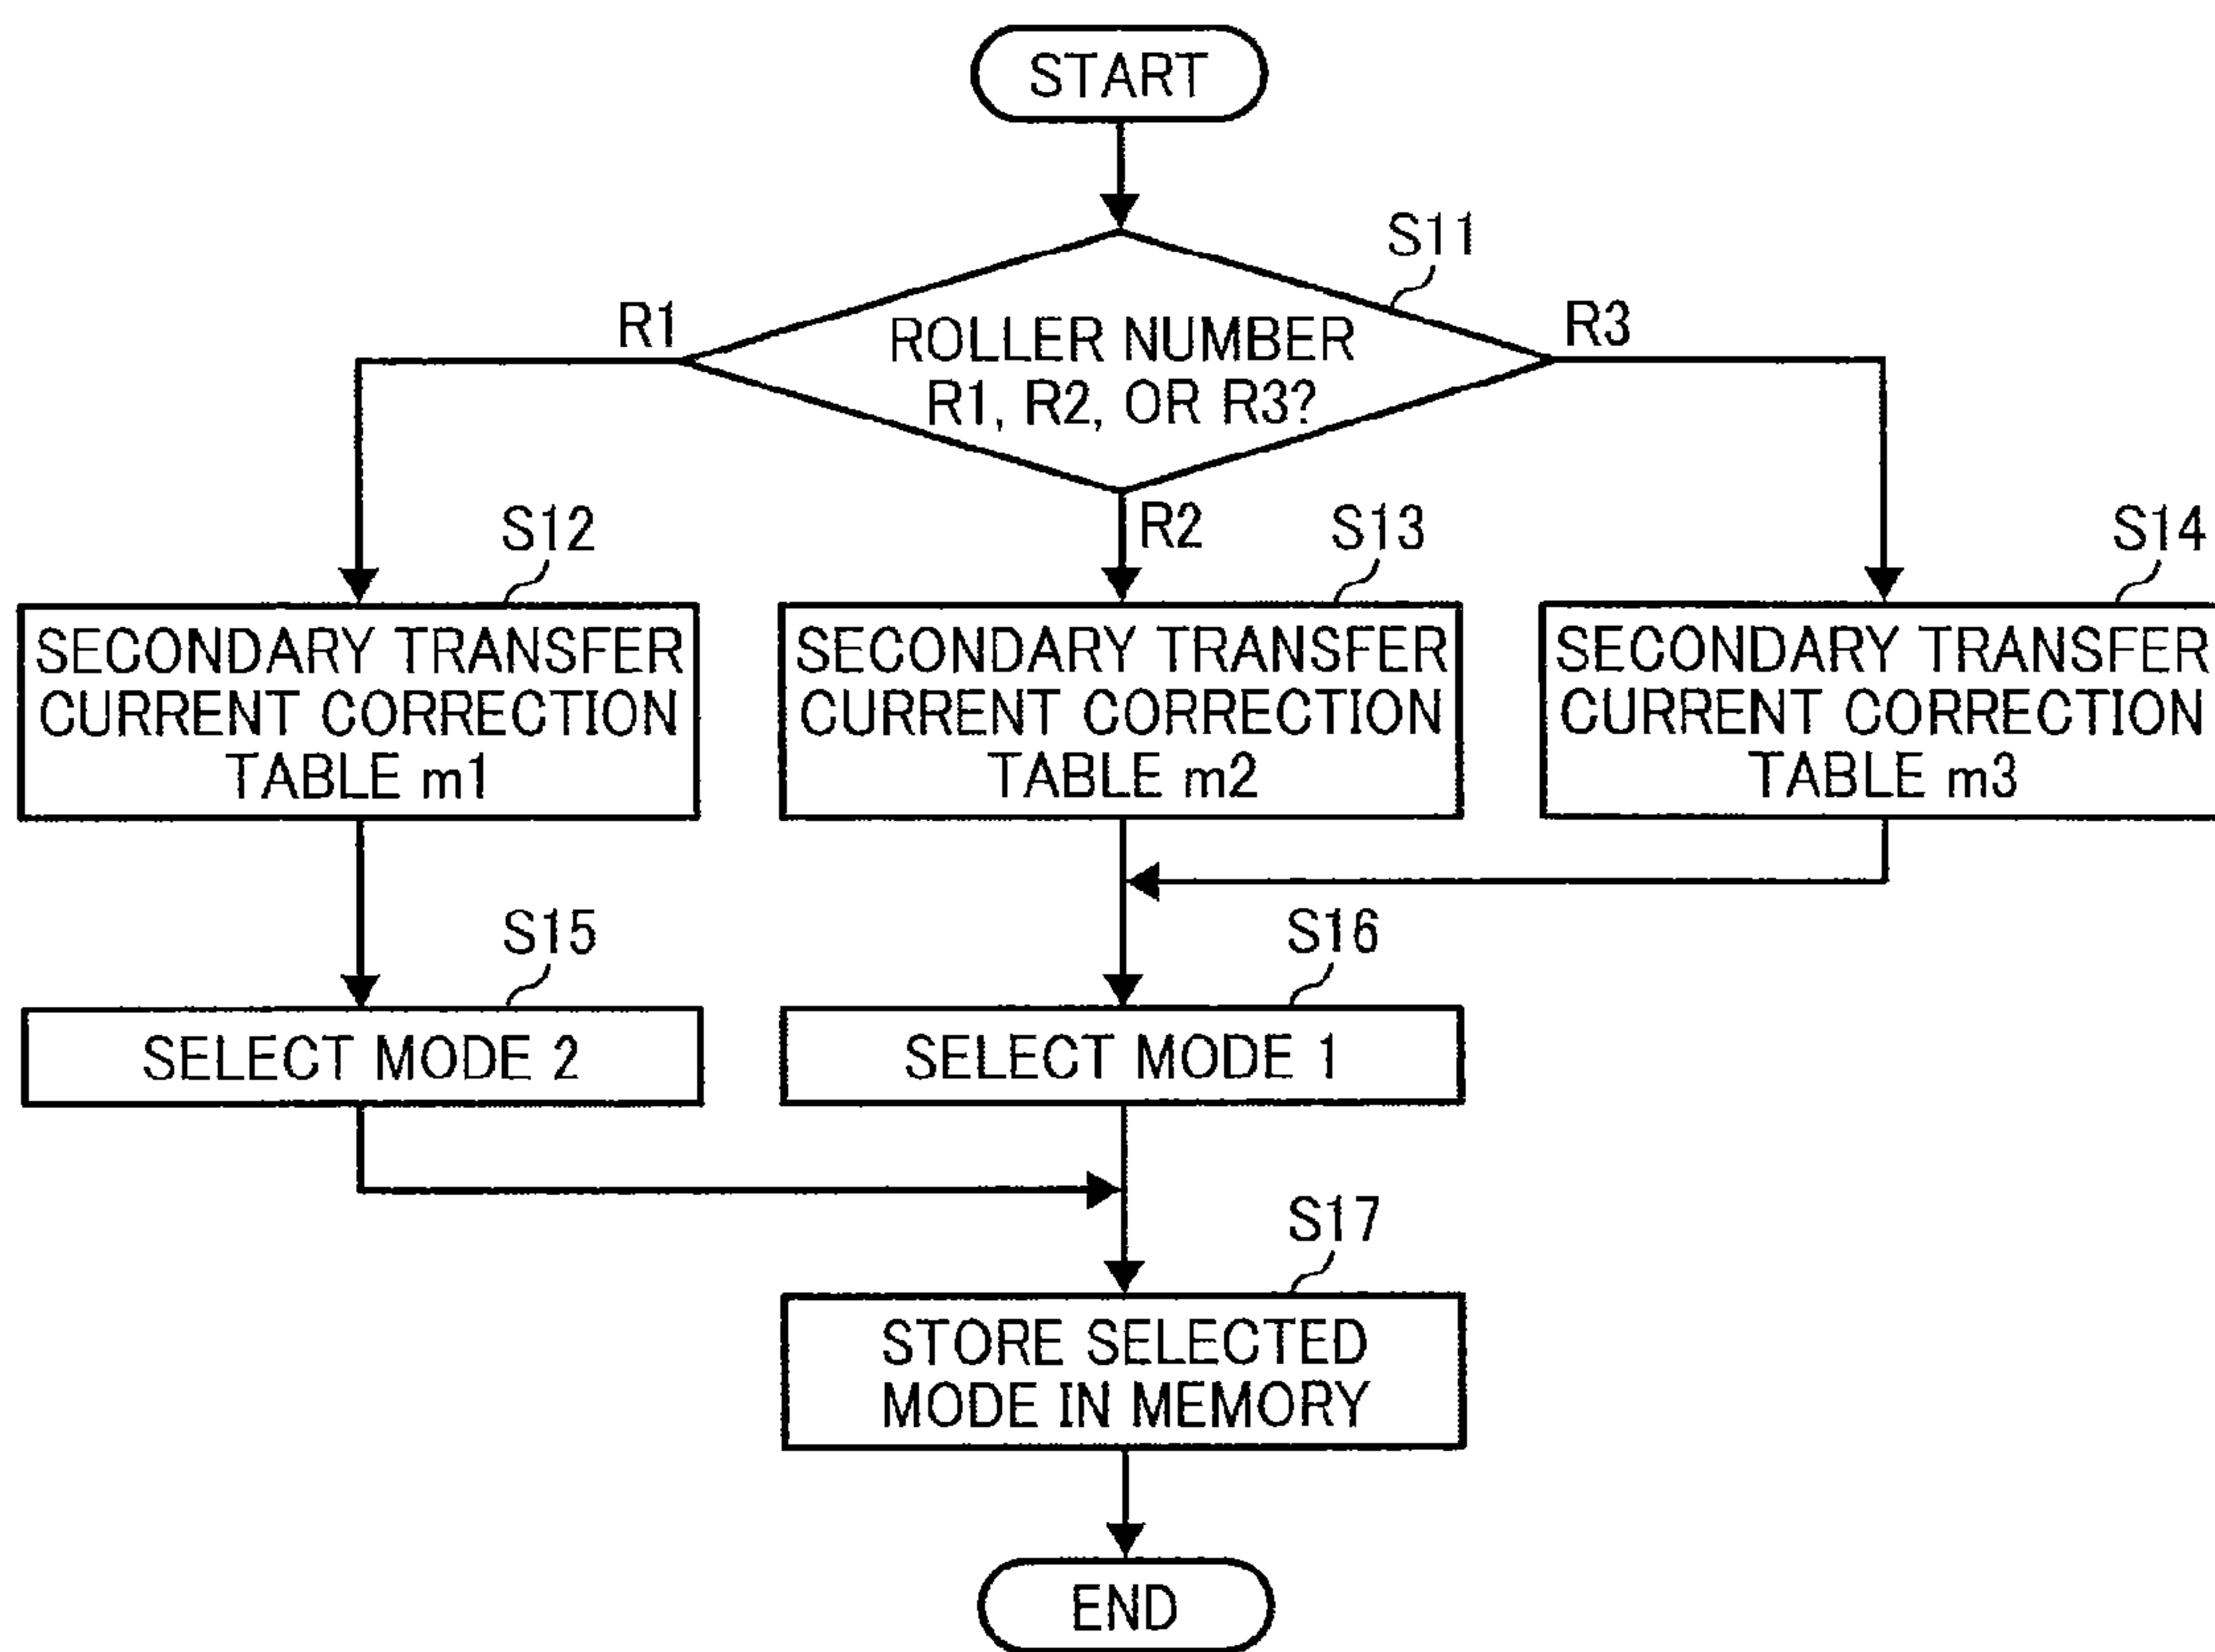 START
S11
ROLLER NUMBER
R1, R2, OR R3?
R1
R3
R2
S12
SECONDARY TRANSFER
CURRENT CORRECTION
TABLE m1
S13
SECONDARY TRANSFER
CURRENT CORRECTION
TABLE m2
S14
SECONDARY TRANSFER
CURRENT CORRECTION
TABLE m3
S15
SELECT MODE 2
S16
SELECT MODE 1
S17
STORE SELECTED
MODE IN MEMORY
END